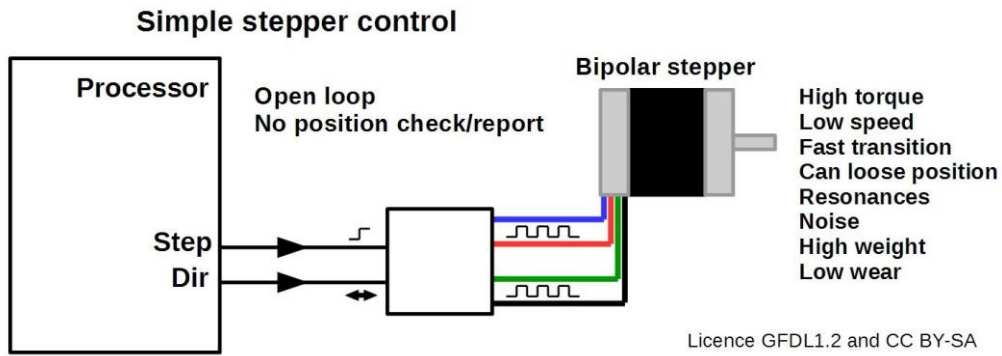 Simple stepper control
Processor
Open loop
No position check/report
Bipolar stepper
High torque
Low speed
Fast transition
Can loose position
Resonances
Noise
High weight
Low wear
Step
Dir
Licence GFDL1.2 and CC BY-SA